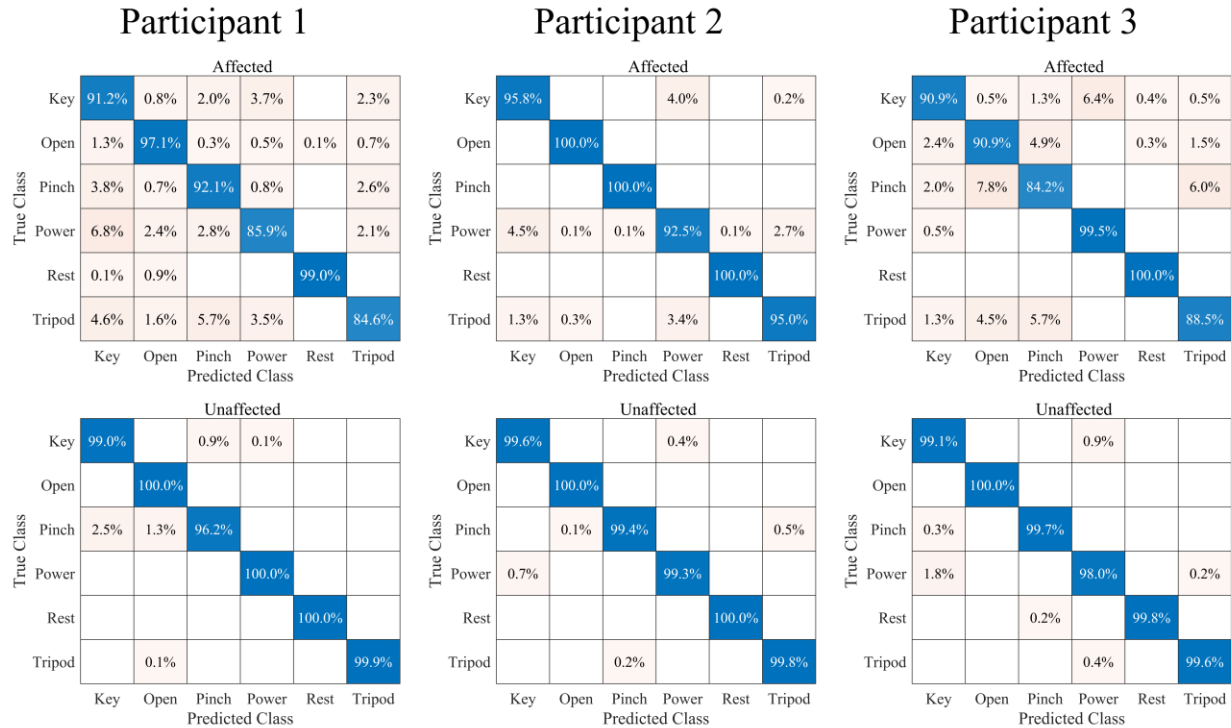 Participant 1
Affected
True Class
Key 91.2% 0.8% 2.0% 3.7% 2.3%
Open 1.3% 97.1% 0.3% 0.5% 0.1% 0.7%
Pinch 3.8% 0.7% 92.1% 0.8% 2.6%
Power 6.8% 2.4% 2.8% 85.9% 2.1%
Rest 0.1% 0.9% 99.0%
Tripod 4.6% 1.6% 5.7% 3.5% 84.6%
Key Open Pinch Power Rest Tripod
Predicted Class
Unaffected
True Class
Key 99.0% 0.9% 0.1%
Open 100.0%
Pinch 2.5% 1.3% 96.2%
Power 100.0%
Rest 100.0%
Tripod 0.1% 99.9%
Key Open Pinch Power Rest Tripod
Predicted Class
Participant 2
Affected
True Class
Key 95.8% 4.0% 0.2%
Open 100.0%
Pinch 100.0%
Power 4.5% 0.1% 0.1% 92.5% 0.1% 2.7%
Rest 100.0%
Tripod 1.3% 0.3% 3.4% 95.0%
Key Open Pinch Power Rest Tripod
Predicted Class
Unaffected
True Class
Key 99.6% 0.4%
Open 100.0%
Pinch 0.1% 99.4% 0.5%
Power 0.7% 99.3%
Rest 100.0%
Tripod 0.2% 99.8%
Key Open Pinch Power Rest Tripod
Predicted Class
Participant 3
Affected
True Class
Key 90.9% 0.5% 1.3% 6.4% 0.4% 0.5%
Open 2.4% 90.9% 4.9% 0.3% 1.5%
Pinch 2.0% 7.8% 84.2% 6.0%
Power 0.5% 99.5%
Rest 100.0%
Tripod 1.3% 4.5% 5.7% 88.5%
Key Open Pinch Power Rest Tripod
Predicted Class
Unaffected
True Class
Key 99.1% 0.9%
Open 100.0%
Pinch 0.3% 99.7%
Power 1.8% 98.0% 0.2%
Rest 0.2% 99.8%
Tripod 0.4% 99.6%
Key Open Pinch Power Rest Tripod
Predicted Class